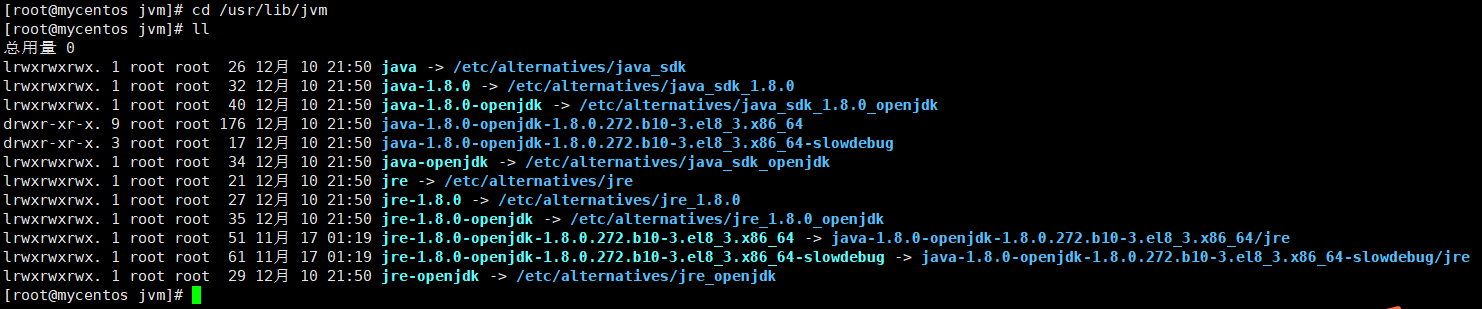 [root@mycentos jvm]# cd /usr/lib/jvm
[root@mycentos jvm]# ll
总用量 0
lrwxrwxrwx. 1 root root  26 12月 10 21:50 java -> /etc/alternatives/java_sdk
lrwxrwxrwx. 1 root root  32 12月 10 21:50 java-1.8.0 -> /etc/alternatives/java_sdk_1.8.0
lrwxrwxrwx. 1 root root  40 12月 10 21:50 java-1.8.0-openjdk -> /etc/alternatives/java_sdk_1.8.0_openjdk
drwxr-xr-x. 9 root root 176 12月 10 21:50 java-1.8.0-openjdk-1.8.0.272.b10-3.el8_3.x86_64
drwxr-xr-x. 3 root root  17 12月 10 21:50 java-1.8.0-openjdk-1.8.0.272.b10-3.el8_3.x86_64-slowdebug
lrwxrwxrwx. 1 root root  34 12月 10 21:50 java-openjdk -> /etc/alternatives/java_sdk_openjdk
lrwxrwxrwx. 1 root root  21 12月 10 21:50 jre -> /etc/alternatives/jre
lrwxrwxrwx. 1 root root  27 12月 10 21:50 jre-1.8.0 -> /etc/alternatives/jre_1.8.0
lrwxrwxrwx. 1 root root  35 12月 10 21:50 jre-1.8.0-openjdk -> /etc/alternatives/jre_1.8.0_openjdk
lrwxrwxrwx. 1 root root  51 11月 17 01:19 jre-1.8.0-openjdk-1.8.0.272.b10-3.el8_3.x86_64 -> java-1.8.0-openjdk-1.8.0.272.b10-3.el8_3.x86_64/jre
lrwxrwxrwx. 1 root root  61 11月 17 01:19 jre-1.8.0-openjdk-1.8.0.272.b10-3.el8_3.x86_64-slowdebug -> java-1.8.0-openjdk-1.8.0.272.b10-3.el8_3.x86_64-slowdebug/jre
lrwxrwxrwx. 1 root root  29 12月 10 21:50 jre-openjdk -> /etc/alternatives/jre_openjdk
[root@mycentos jvm]#